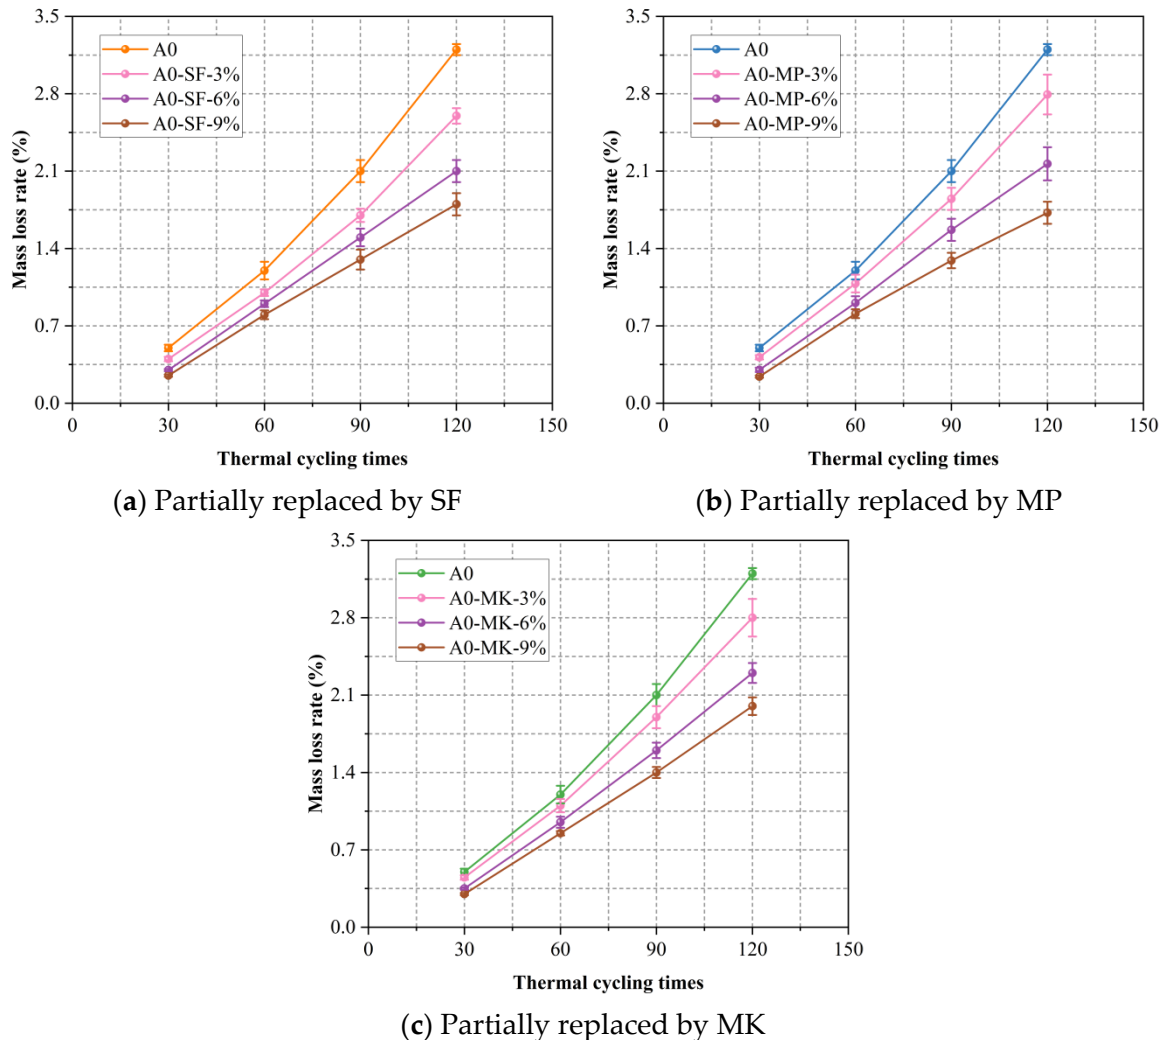 3.5
2.8
2.1
1.4
0.7
0.0
Mass loss rate (%)
A0
A0-SF-3%
A0-SF-6%
A0-SF-9%
0 30 60 90 120 150
Thermal cycling times
(a) Partially replaced by SF
3.5
2.8
2.1
1.4
0.7
0.0
Mass loss rate (%)
A0
A0-MP-3%
A0-MP-6%
A0-MP-9%
0 30 60 90 120 150
Thermal cycling times
(b) Partially replaced by MP
3.5
2.8
2.1
1.4
0.7
0.0
Mass loss rate (%)
A0
A0-MK-3%
A0-MK-6%
A0-MK-9%
0 30 60 90 120 150
Thermal cycling times
(c) Partially replaced by MK